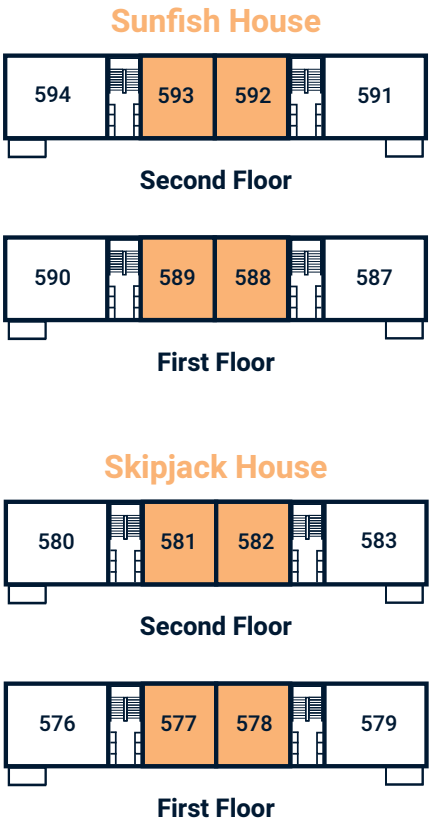 Sunfish House
594 593 592 591
Second Floor
590 589 588 587
First Floor
Skipjack House
580 581 582 583
Second Floor
576 577 578 579
First Floor